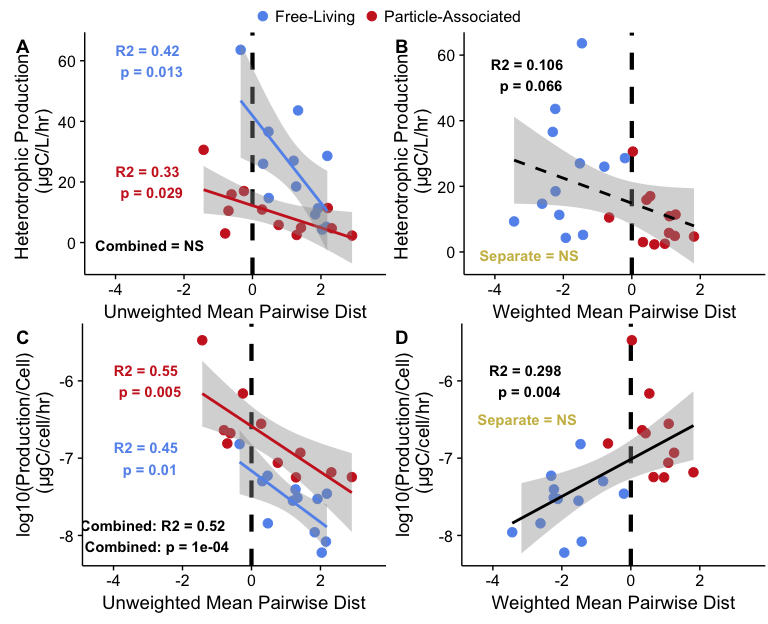 Free-Living Particle-Associated
A
R2 = 0.42
p = 0.013
R2 = 0.33
p = 0.029
Combined = NS
Heterotrophic Production
(µgC/L/hr)
60
40
20
0
-4 -2 0 2
Unweighted Mean Pairwise Dist
B
R2 = 0.106
p = 0.066
Separate = NS
Heterotrophic Production
(µgC/L/hr)
60
40
20
0
-4 -2 0 2
Weighted Mean Pairwise Dist
C
R2 = 0.55
p = 0.005
R2 = 0.45
p = 0.01
Combined: R2 = 0.52
Combined: p = 1e-04
log10(Production/Cell)
(µgC/cell/hr)
-6
-7
-8
-4 -2 0 2
Unweighted Mean Pairwise Dist
D
R2 = 0.298
p = 0.004
Separate = NS
log10(Production/Cell)
(µgC/cell/hr)
-6
-7
-8
-4 -2 0 2
Weighted Mean Pairwise Dist